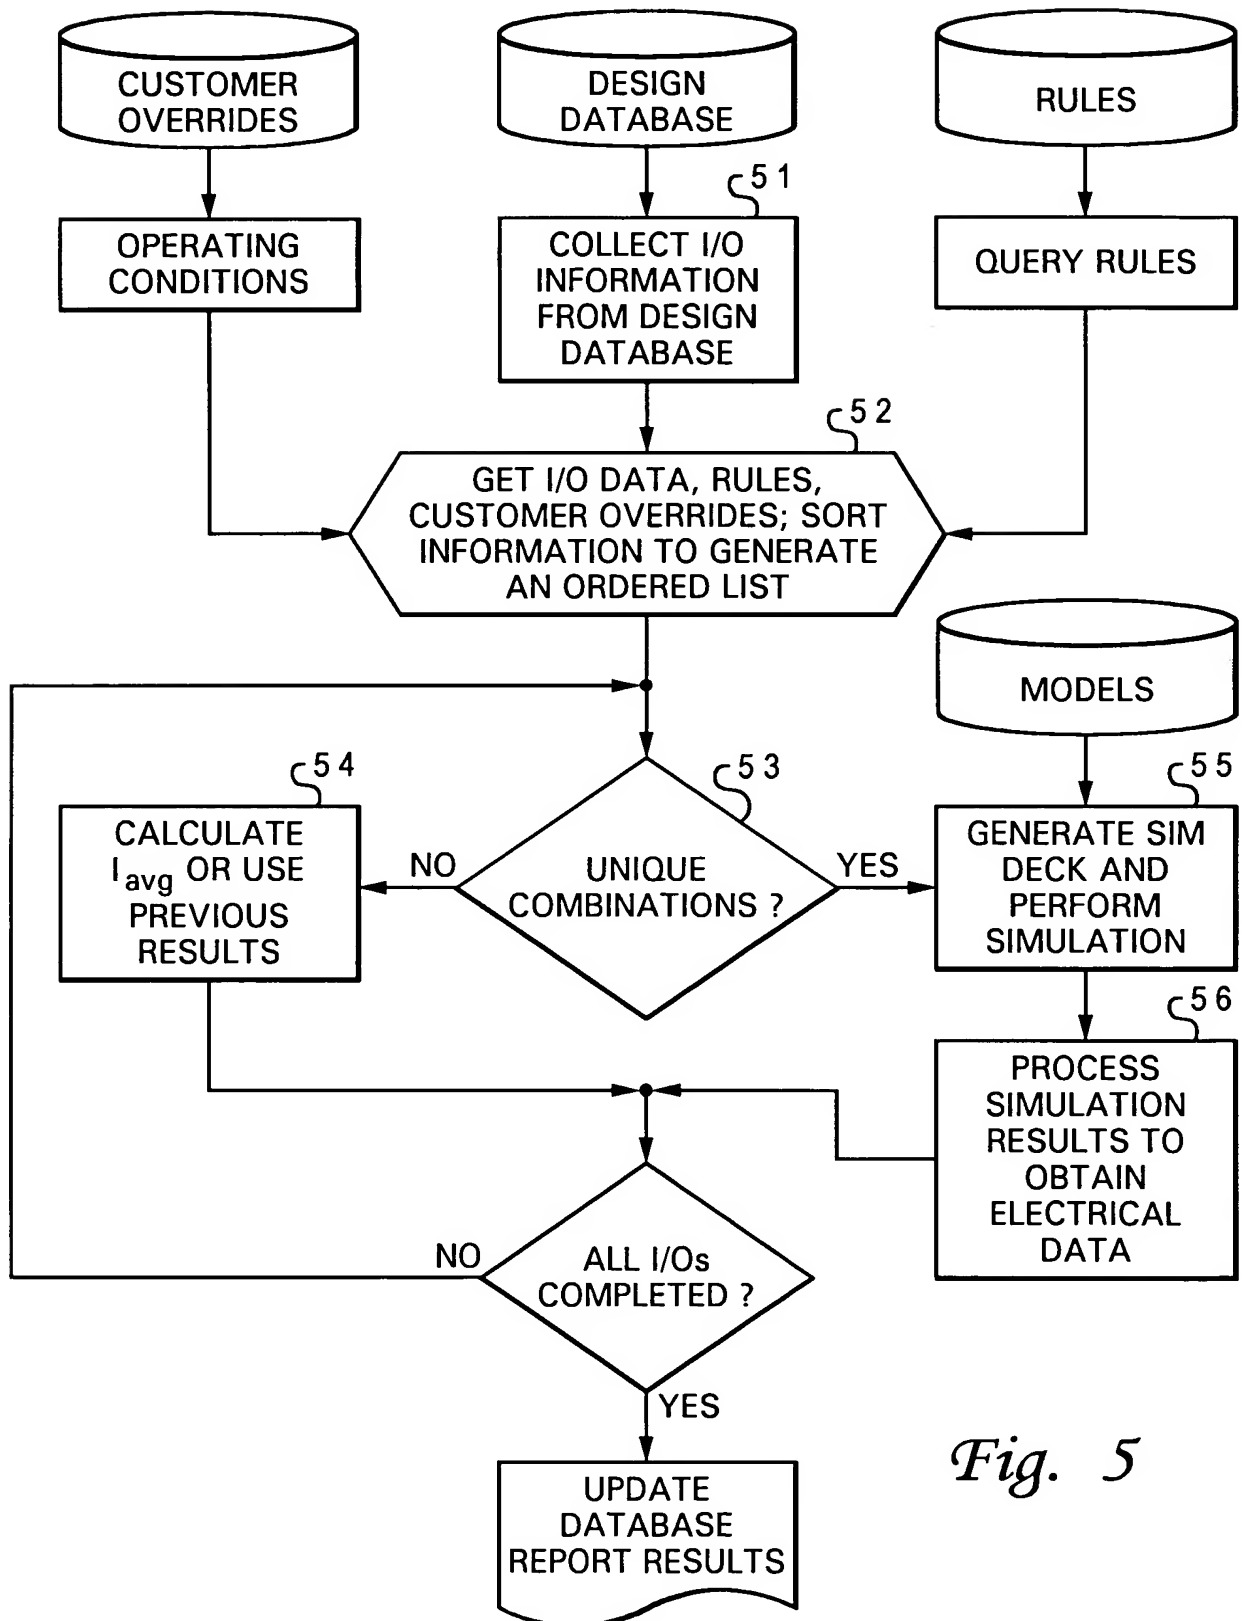 CUSTOMER
OVERRIDES
DESIGN
DATABASE
RULES
OPERATING
CONDITIONS
51
COLLECT I/O
INFORMATION
FROM DESIGN
DATABASE
QUERY RULES
52
GET I/O DATA, RULES,
CUSTOMER OVERRIDES; SORT
INFORMATION TO GENERATE
AN ORDERED LIST
MODELS
54
CALCULATE
Iavg OR USE
PREVIOUS
RESULTS
NO
53
UNIQUE
COMBINATIONS ?
YES
55
GENERATE SIM
DECK AND
PERFORM
SIMULATION
56
PROCESS
SIMULATION
RESULTS TO
OBTAIN
ELECTRICAL
DATA
NO
ALL I/Os
COMPLETED ?
YES
UPDATE
DATABASE
REPORT RESULTS
Fig. 5